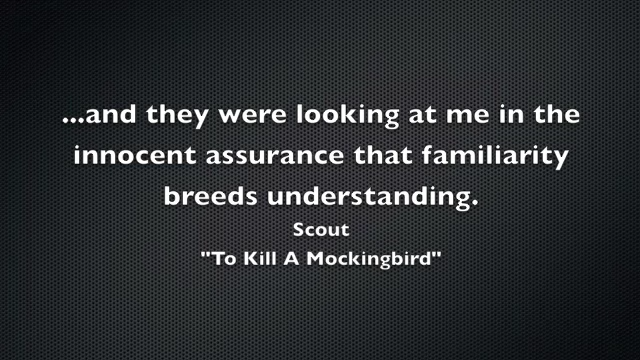 ...and they were looking at me in the
innocent assurance that familiarity
breeds understanding.
Scout
"To Kill A Mockingbird"